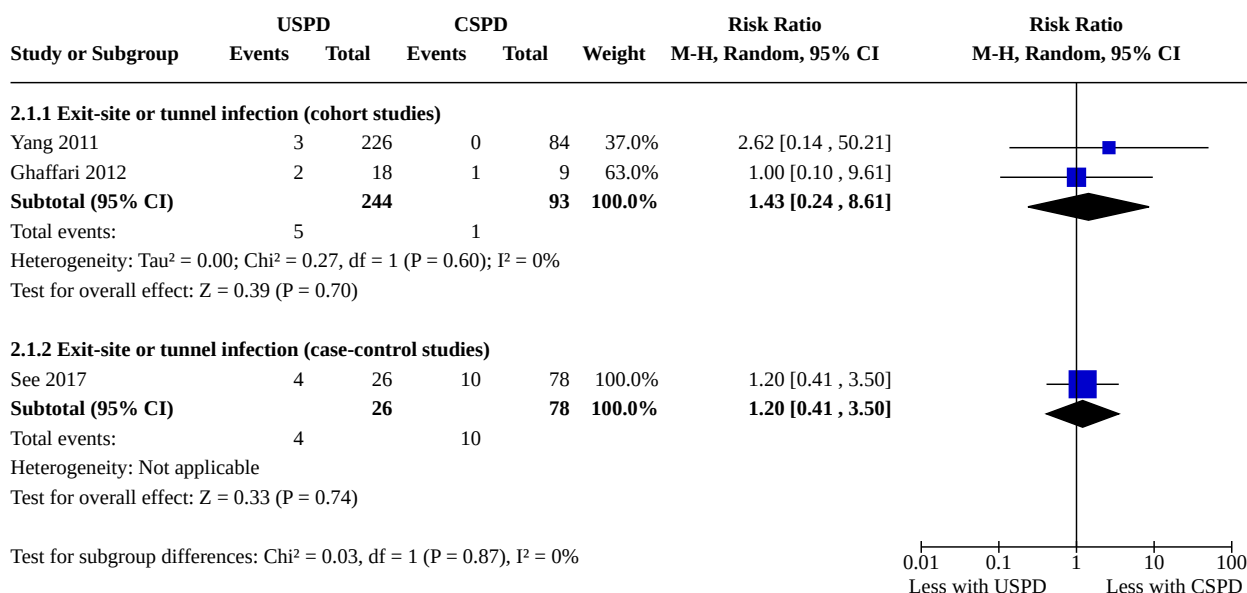 USPD CSPD Risk Ratio Risk Ratio
Study or Subgroup Events Total Events Total Weight M-H, Random, 95% CI M-H, Random, 95% CI
2.1.1 Exit-site or tunnel infection (cohort studies)
Yang 2011 3 226 0 84 37.0% 2.62 [0.14 , 50.21]
Ghaffari 2012 2 18 1 9 63.0% 1.00 [0.10 , 9.61]
Subtotal (95% CI) 244 93 100.0% 1.43 [0.24 , 8.61]
Total events: 5 1
Heterogeneity: Tau² = 0.00; Chi² = 0.27, df = 1 (P = 0.60); I² = 0%
Test for overall effect: Z = 0.39 (P = 0.70)
2.1.2 Exit-site or tunnel infection (case-control studies)
See 2017 4 26 10 78 100.0% 1.20 [0.41 , 3.50]
Subtotal (95% CI) 26 78 100.0% 1.20 [0.41 , 3.50]
Total events: 4 10
Heterogeneity: Not applicable
Test for overall effect: Z = 0.33 (P = 0.74)
Test for subgroup differences: Chi² = 0.03, df = 1 (P = 0.87), I² = 0%
0.01 0.1 1 10 100
Less with USPD Less with CSPD